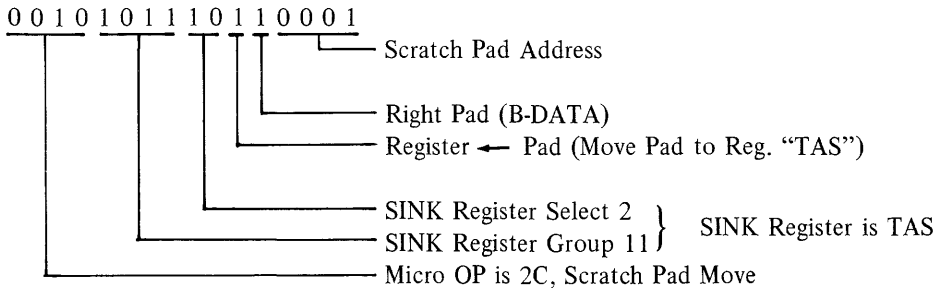 0 0 1 0 1 0 1 1 1 0 1 1 0 0 0 1
Scratch Pad Address
Right Pad (B-DATA)
Register ← Pad (Move Pad to Reg. “TAS”)
SINK Register Select 2
SINK Register Group 11
SINK Register is TAS
Micro OP is 2C, Scratch Pad Move